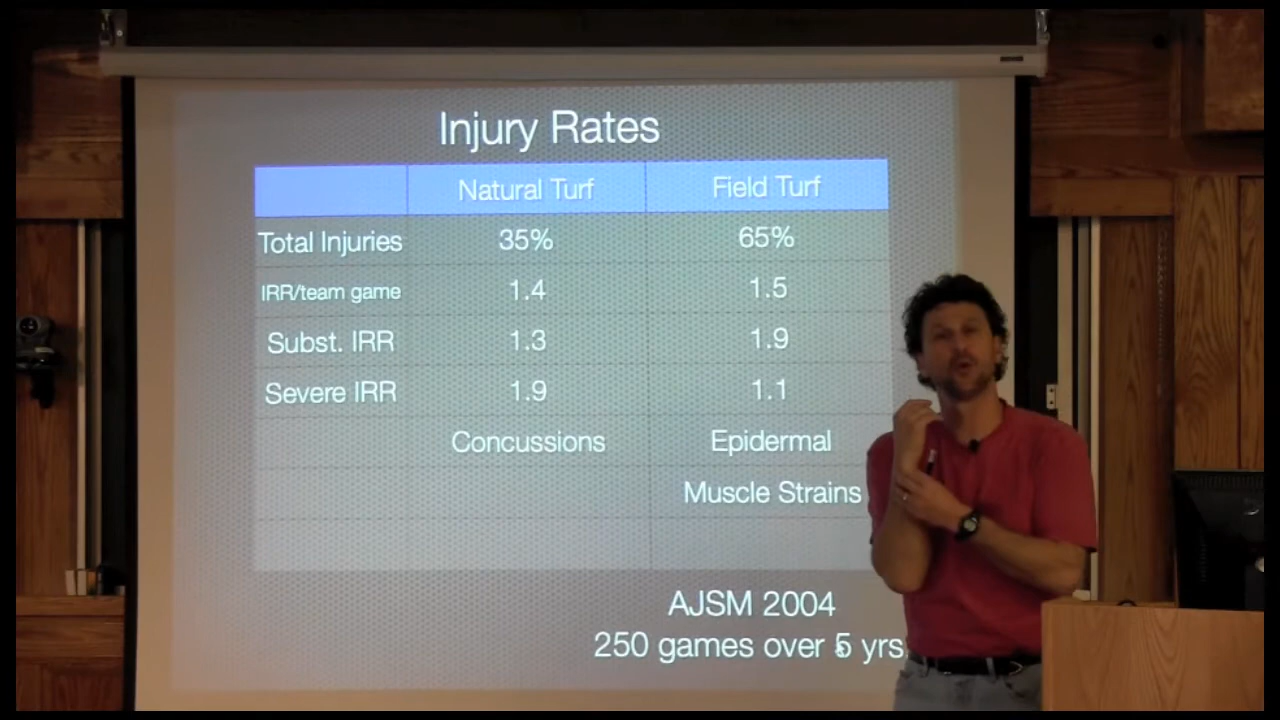 Injury Rates
Natural Turf Field Turf
Total Injuries 35% 65%
IRR/team game 1.4 1.5
Subst. IRR 1.3 1.9
Severe IRR 1.9 1.1
Concussions Epidermal
Muscle Strains
AJSM 2004
250 games over 5 yrs